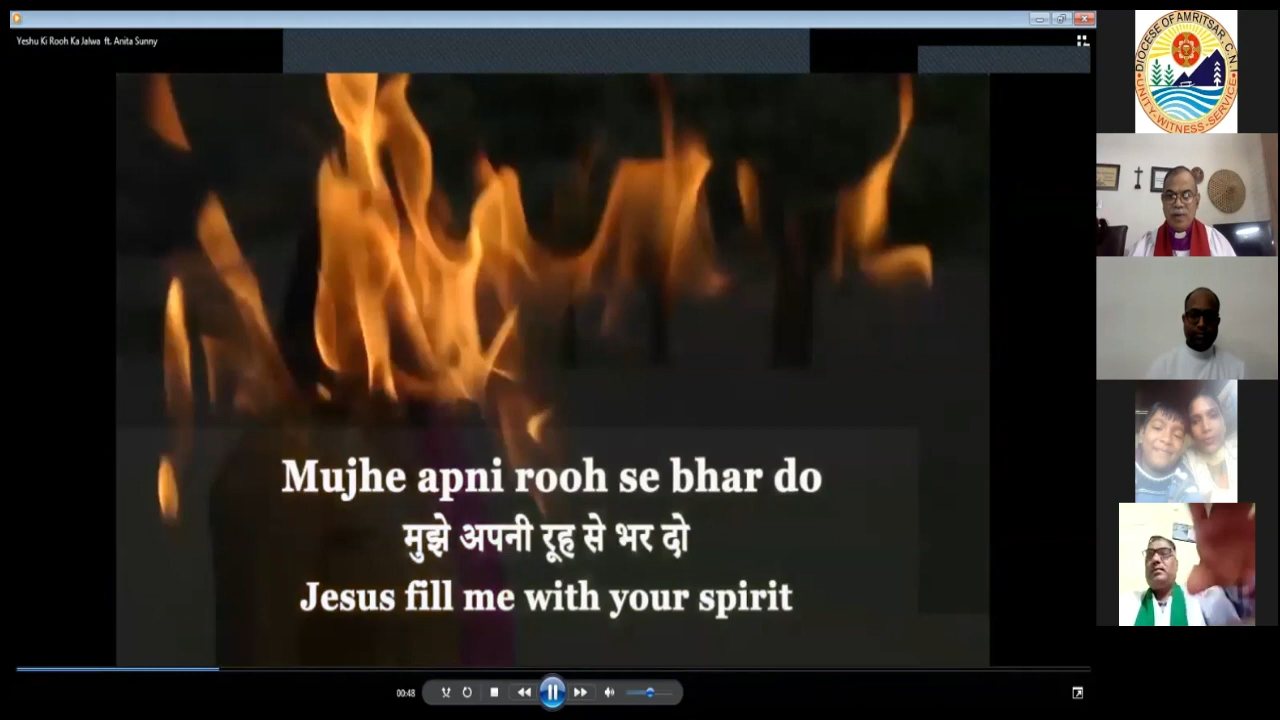 Yeshu Ki Rooh Ka Jalwa ft. Anita Sunny
Mujhe apni rooh se bhar do
मुझे अपनी रूह से भर दो
Jesus fill me with your spirit
00:48
DIOCESE OF AMRITSAR, C.N.I
UNITY-WITNESS-SERVICE